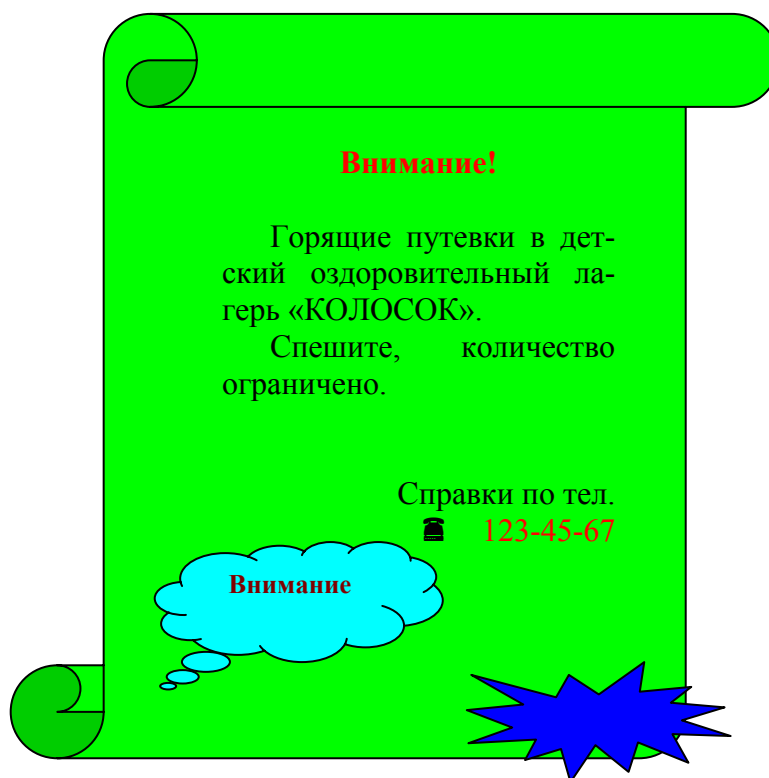 Внимание!
Горящие путевки в дет-
ский оздоровительный ла-
герь «КОЛОСОК».
Спешите, количество
ограничено.
Справки по тел.
☎ 123-45-67
Внимание